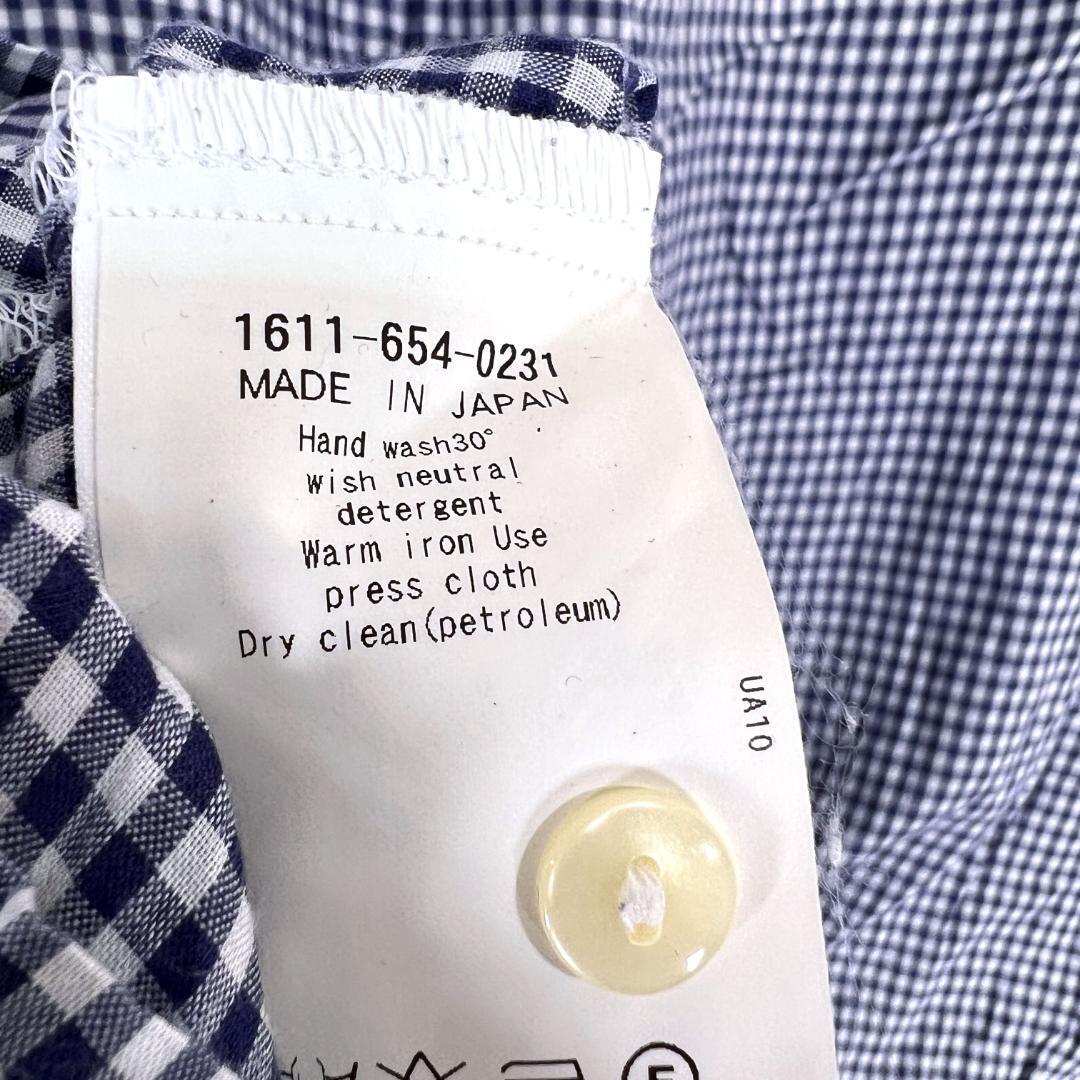 1611-654-0231
MADE IN JAPAN
Hand wash30°
wish neutral
detergent
Warm iron Use
press cloth
Dry clean(petroleum)
UA10